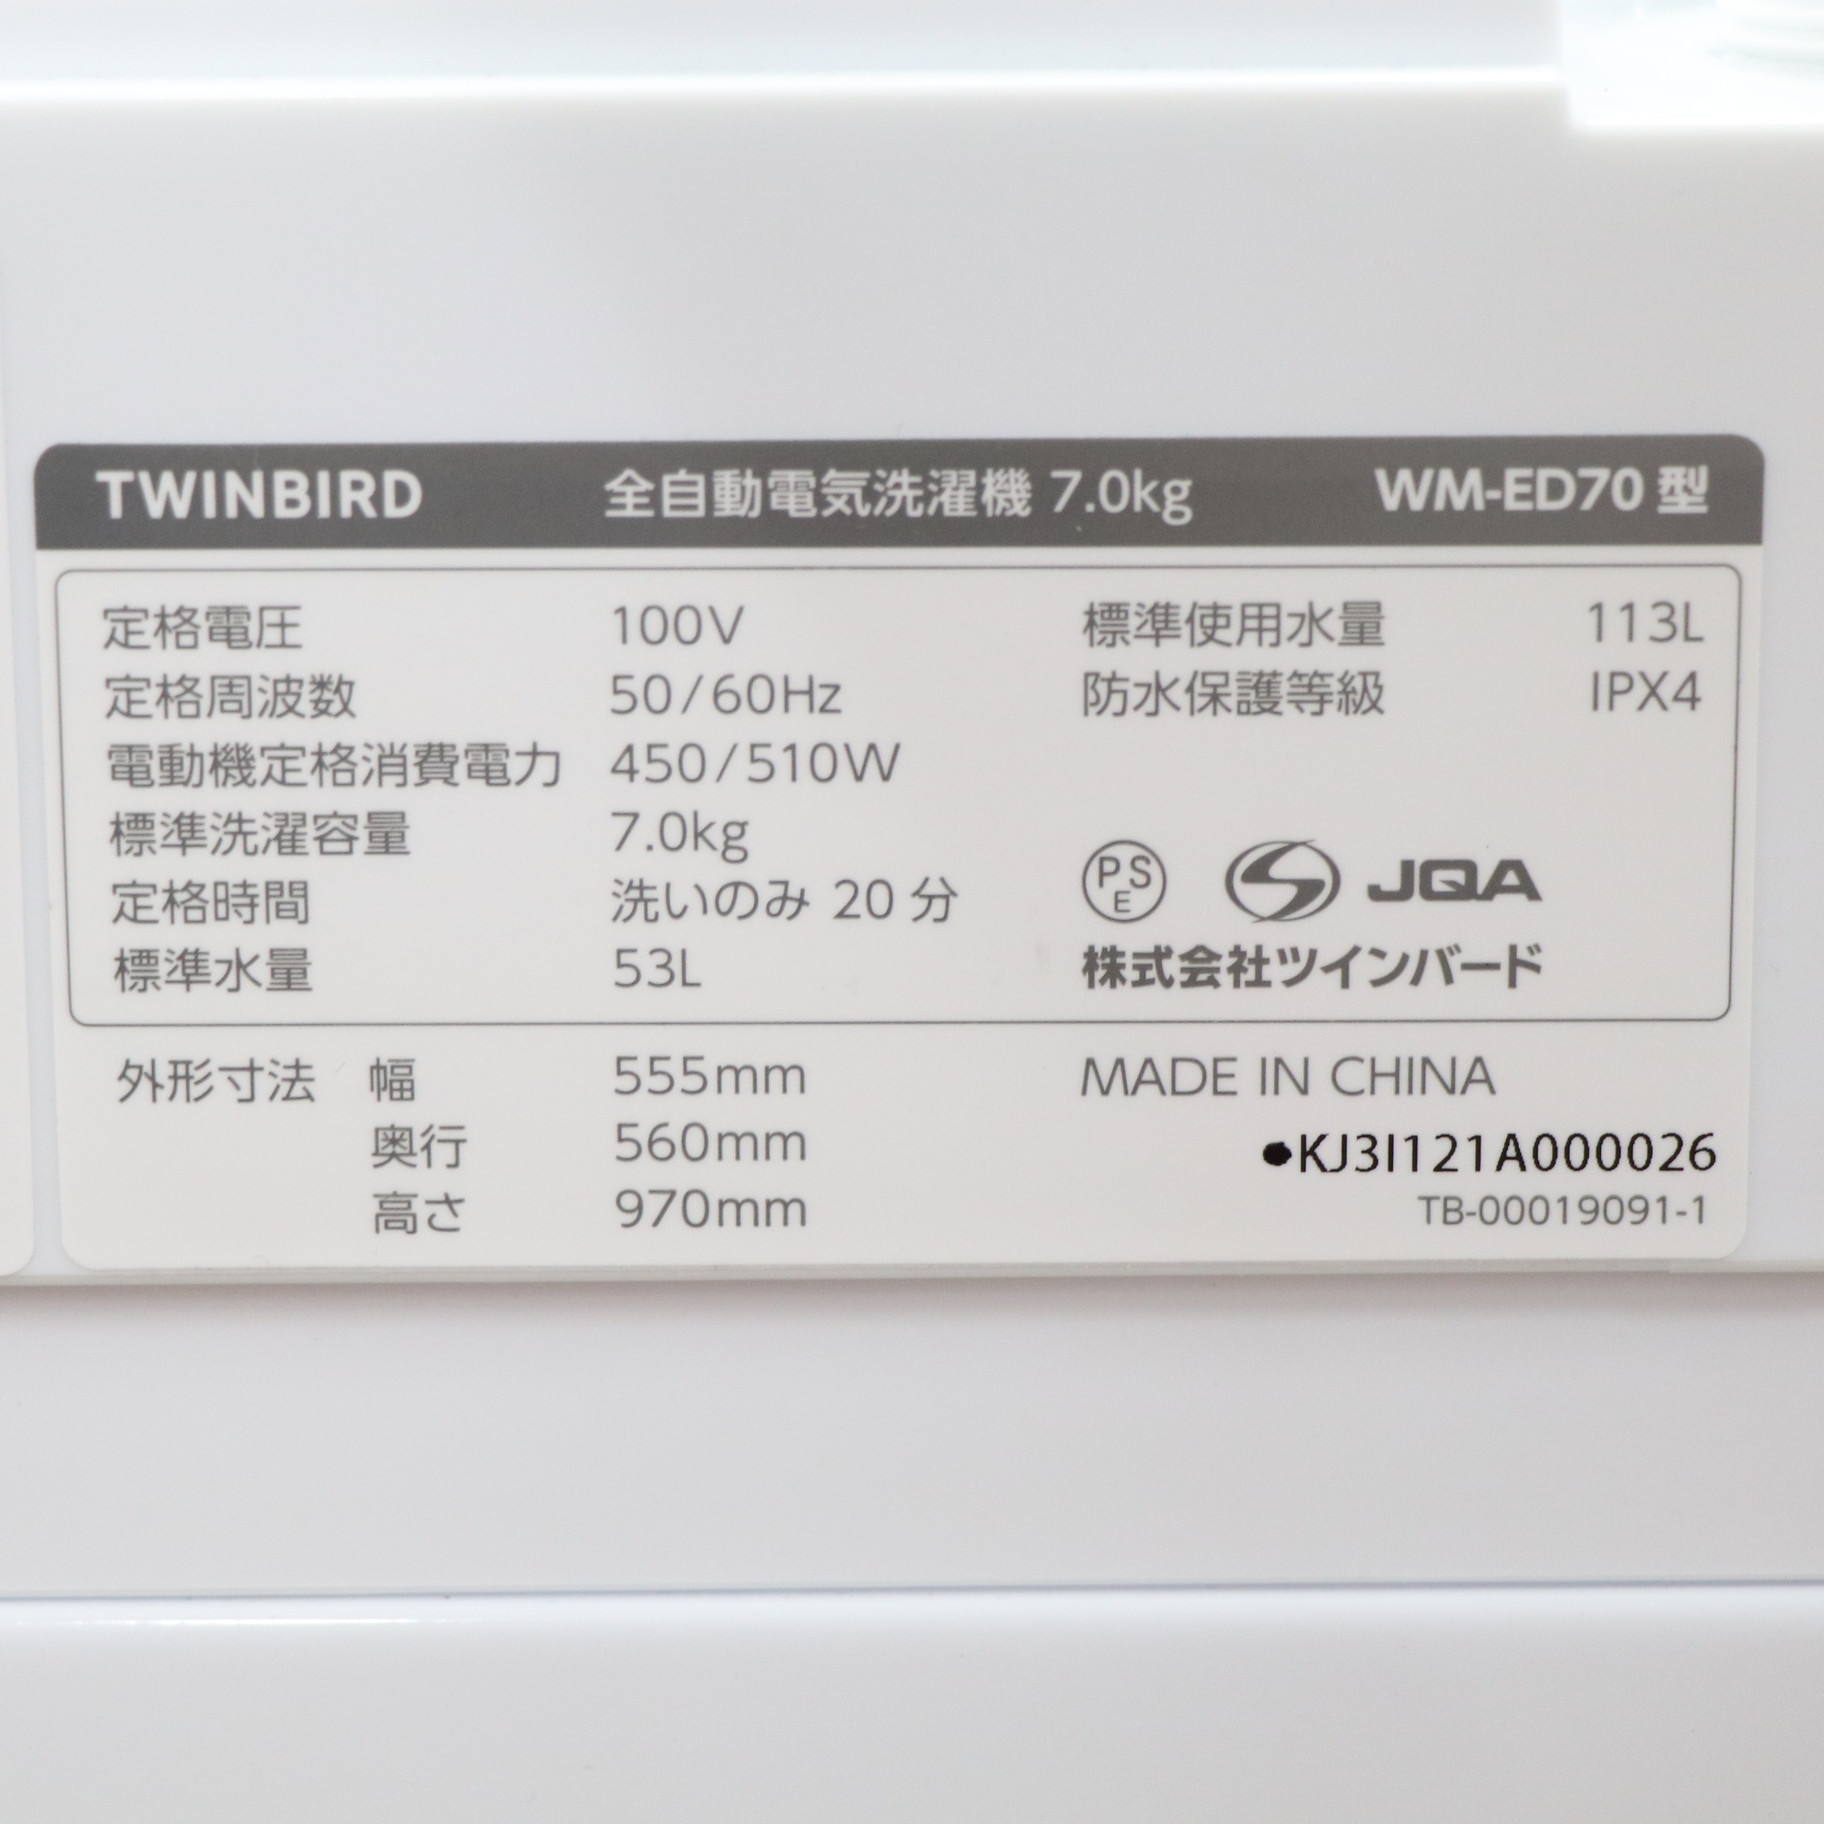 TWINBIRD 全自動電気洗濯機 7.0kg WM-ED70 型
定格電圧 100V 標準使用水量 113L
定格周波数 50/60Hz 防水保護等級 IPX4
電動機定格消費電力 450/510W
標準洗濯容量 7.0kg
定格時間 洗いのみ 20 分
標準水量 53L
PS E JQA
株式会社ツインバード
外形寸法 幅 555mm MADE IN CHINA
奥行 560mm ●KJ3I121A000026
高さ 970mm TB-00019091-1